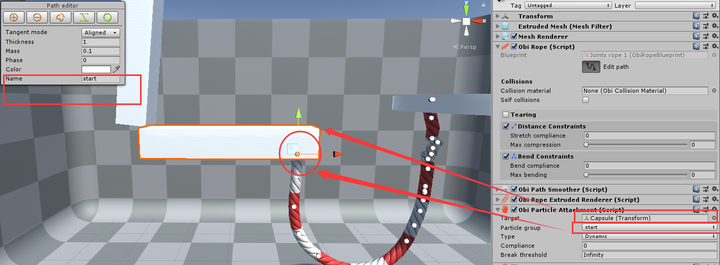 Path editor
Tangent mode Aligned
Thickness 1
Mass 0.1
Phase 0
Color
Name start
y
x
Persp
Tag Untagged Layer
Transform
Extruded Mesh (Mesh Filter)
Mesh Renderer
Obi Rope (Script)
Blueprint Joints rope 1 (ObiRopeBlueprint)
Edit path
Collisions
Collision material None (Obi Collision Material)
Self collisions
Tearing
Distance Constraints
Stretch compliance 0
Max compression 0
Bend Constraints
Bend compliance 0
Max bending 0
Obi Path Smoother (Script)
Obi Rope Extruded Renderer (Script)
Obi Particle Attachment (Script)
Target Capsule (Transform)
Particle group start
Type Dynamic
Compliance 0
Break threshold Infinity